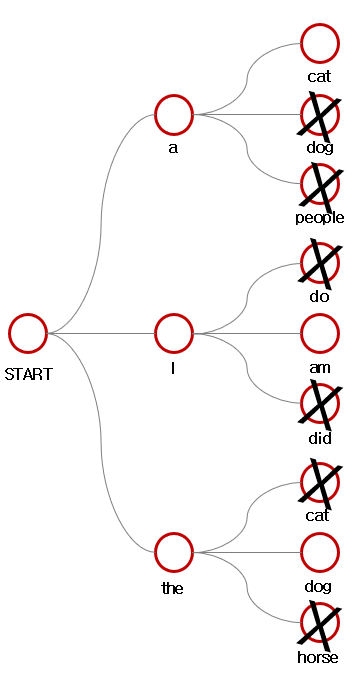 cat
a
dog
people
do
START
I
am
did
cat
the
dog
horse